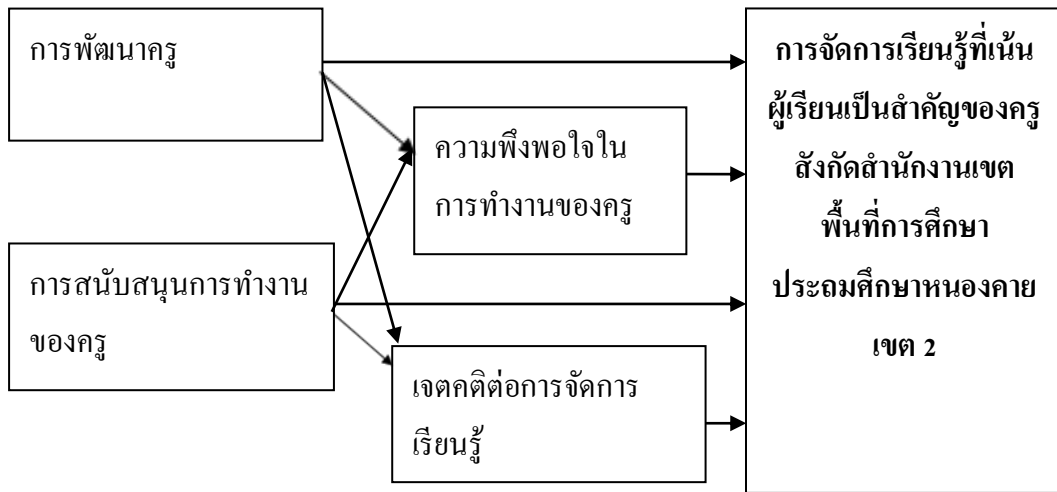 การพัฒนาครู
ความพึงพอใจใน
การทำงานของครู
การสนับสนุนการทำงาน
ของครู
เจตคติต่อการจัดการ
เรียนรู้
การจัดการเรียนรู้ที่เน้น
ผู้เรียนเป็นสำคัญของครู
สังกัดสำนักงานเขต
พื้นที่การศึกษา
ประถมศึกษาหนองคาย
เขต 2